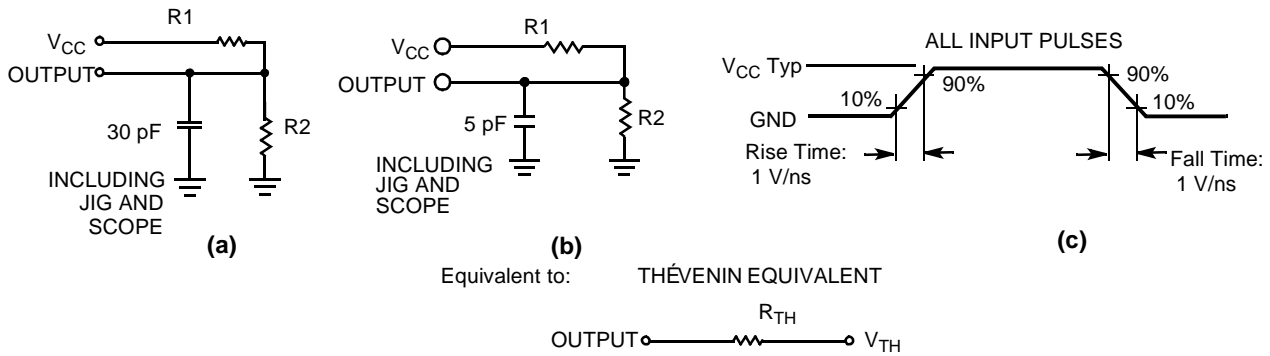 R1
VCC
OUTPUT
30 pF
R2
INCLUDING
JIG AND
SCOPE
(a)
R1
VCC
OUTPUT
5 pF
R2
INCLUDING
JIG AND
SCOPE
(b)
ALL INPUT PULSES
VCC Typ
90%
90%
10%
10%
GND
Rise Time:
1 V/ns
Fall Time:
1 V/ns
(c)
Equivalent to: THÉVENIN EQUIVALENT
RTH
OUTPUT VTH